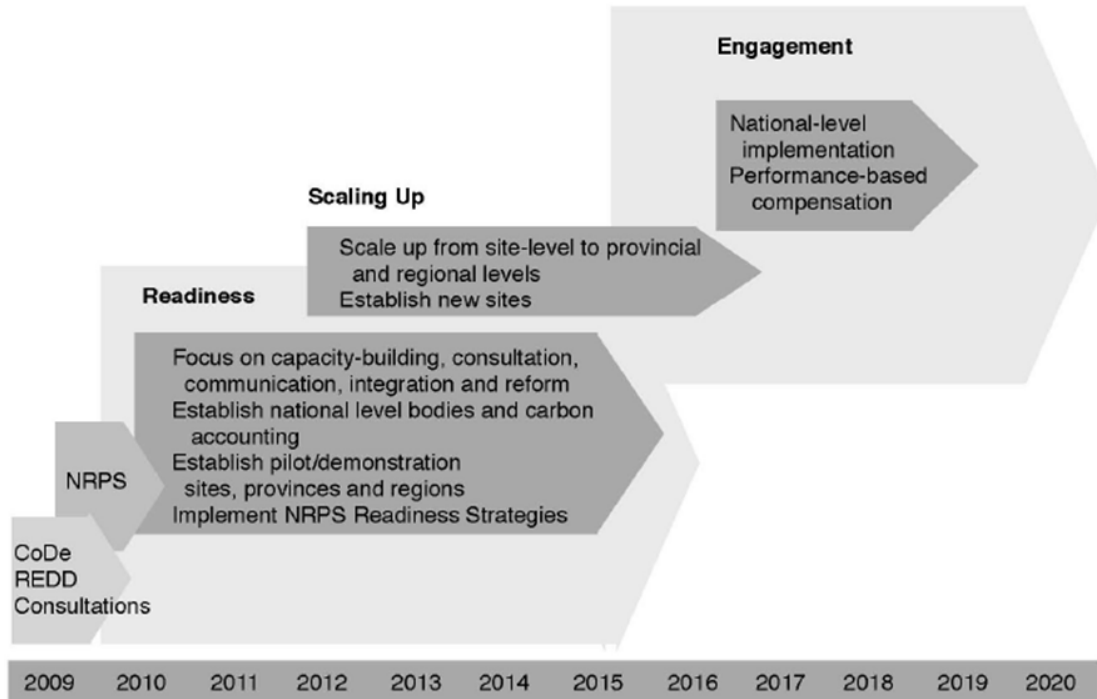 Engagement
National-level
implementation
Performance-based
compensation
Scaling Up
Scale up from site-level to provincial
and regional levels
Establish new sites
Readiness
Focus on capacity-building, consultation,
communication, integration and reform
Establish national level bodies and carbon
accounting
Establish pilot/demonstration
sites, provinces and regions
Implement NRPS Readiness Strategies
NRPS
CoDe
REDD
Consultations
2009 2010 2011 2012 2013 2014 2015 2016 2017 2018 2019 2020